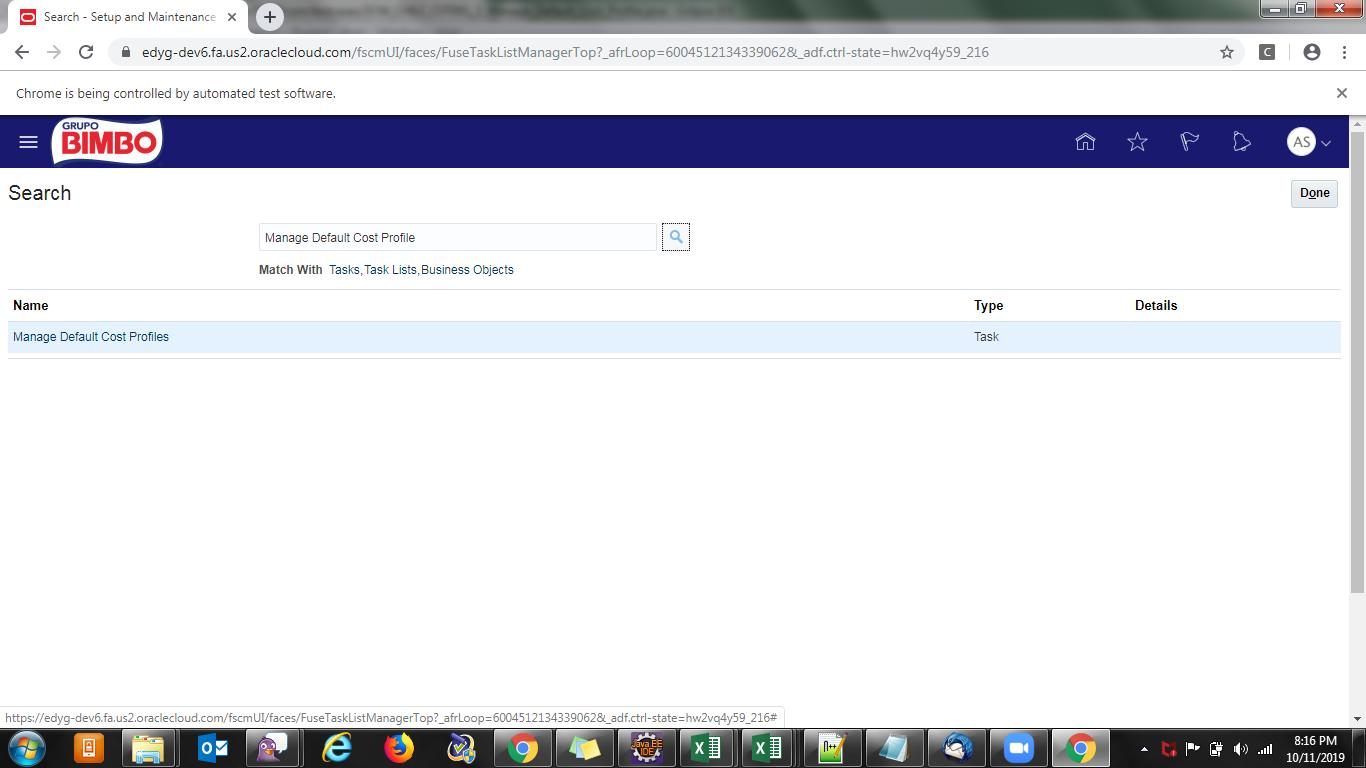 Search - Setup and Maintenance
edyg-dev6.fa.us2.oraclecloud.com/fscmUI/faces/FuseTaskListManagerTop?_afrLoop=6004512134339062&_adf.ctrl-state=hw2vq4y59_216
C
Chrome is being controlled by automated test software.
GRUPO
BIMBO
AS
Search
Done
Manage Default Cost Profile
Match With Tasks, Task Lists, Business Objects
Name Type Details
Manage Default Cost Profiles Task
https://edyg-dev6.fa.us2.oraclecloud.com/fscmUI/faces/FuseTaskListManagerTop?_afrLoop=6004512134339062&_adf.ctrl-state=hw2vq4y59_216#
Java EE
IDE
8:16 PM
10/11/2019